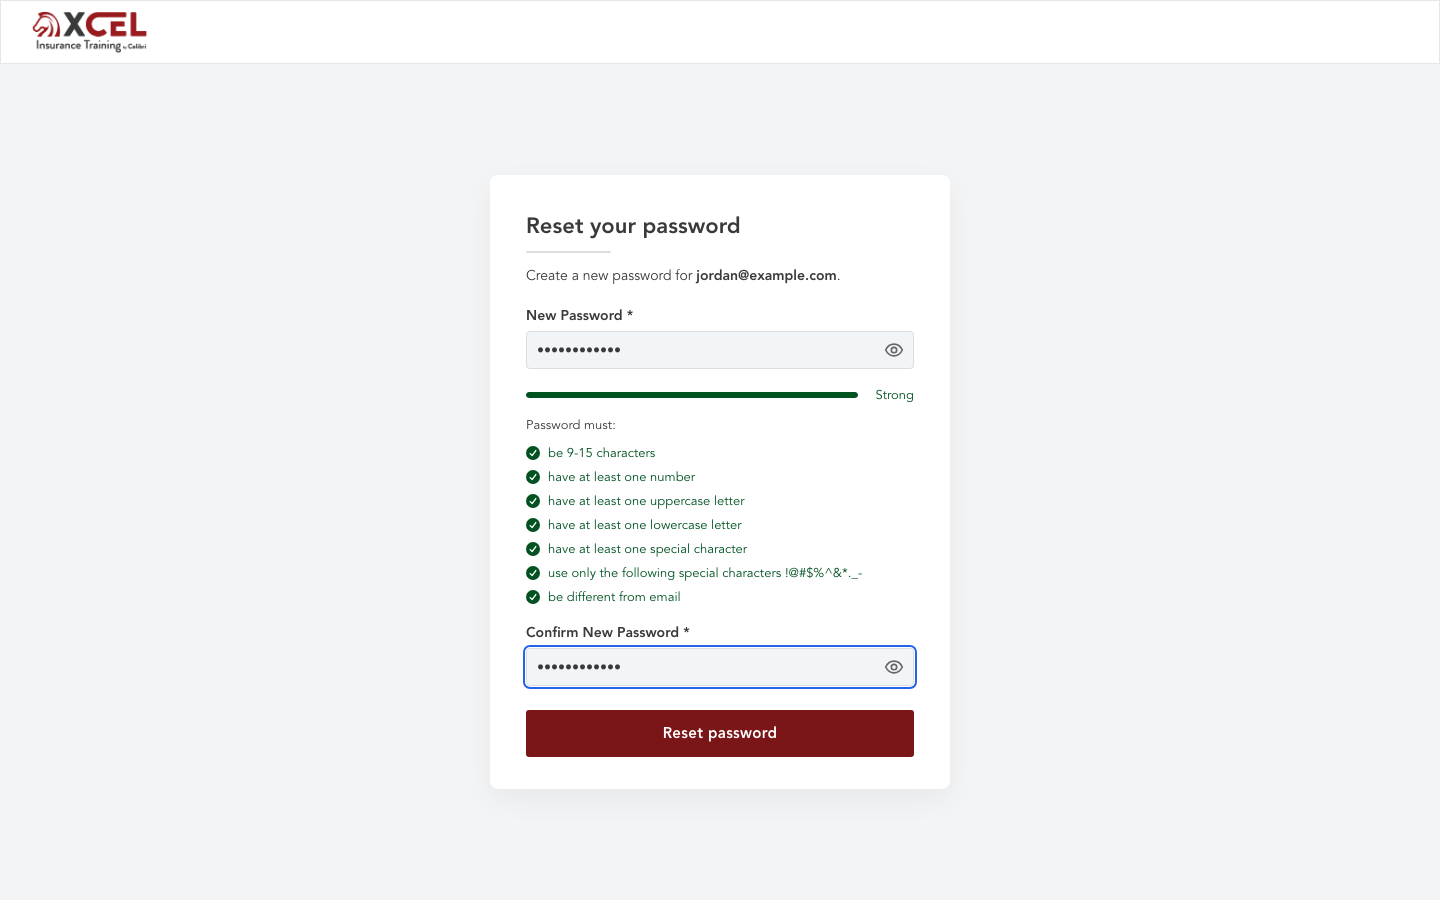 XCEL
Insurance Training by Colibri
Reset your password
Create a new password for jordan@example.com.
New Password *
••••••••••••
Strong
Password must:
be 9-15 characters
have at least one number
have at least one uppercase letter
have at least one lowercase letter
have at least one special character
use only the following special characters !@#$%^&*._-
be different from email
Confirm New Password *
••••••••••••
Reset password